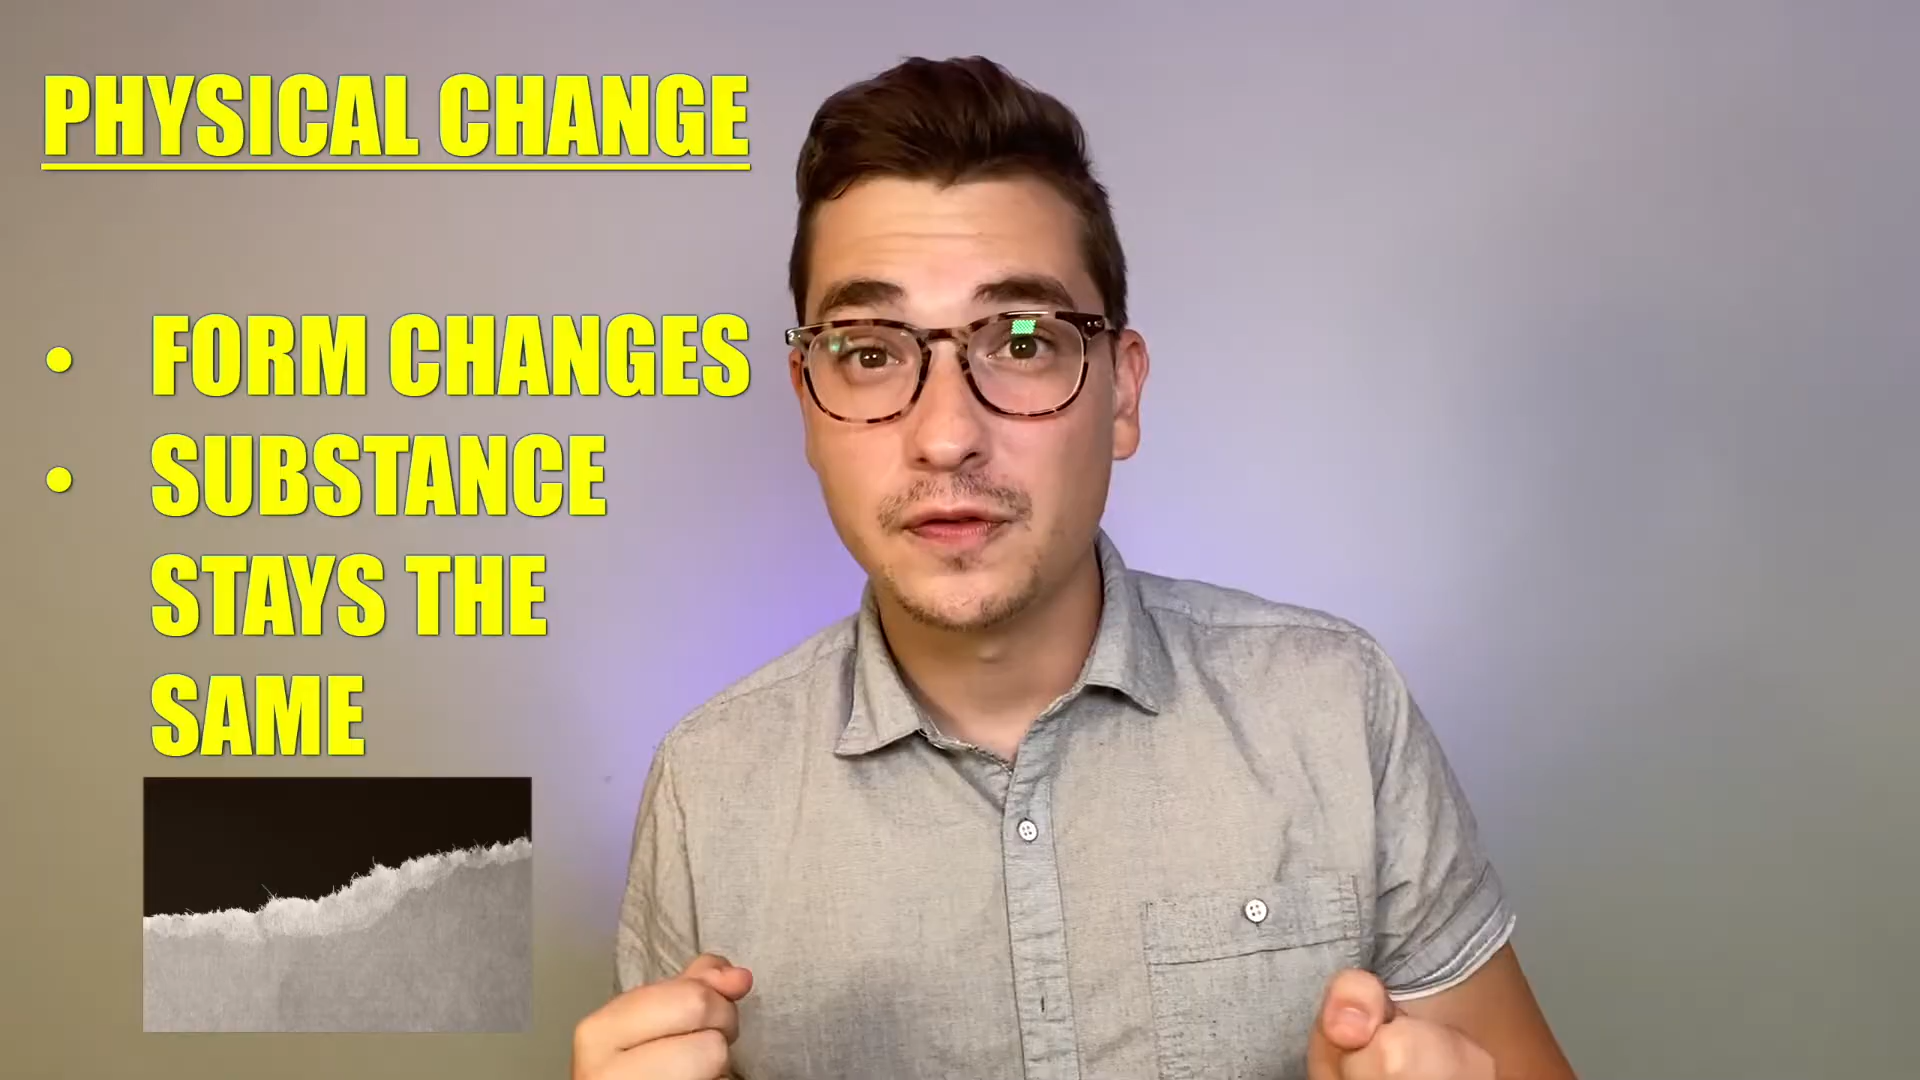 PHYSICAL CHANGE
• FORM CHANGES
• SUBSTANCE
STAYS THE
SAME